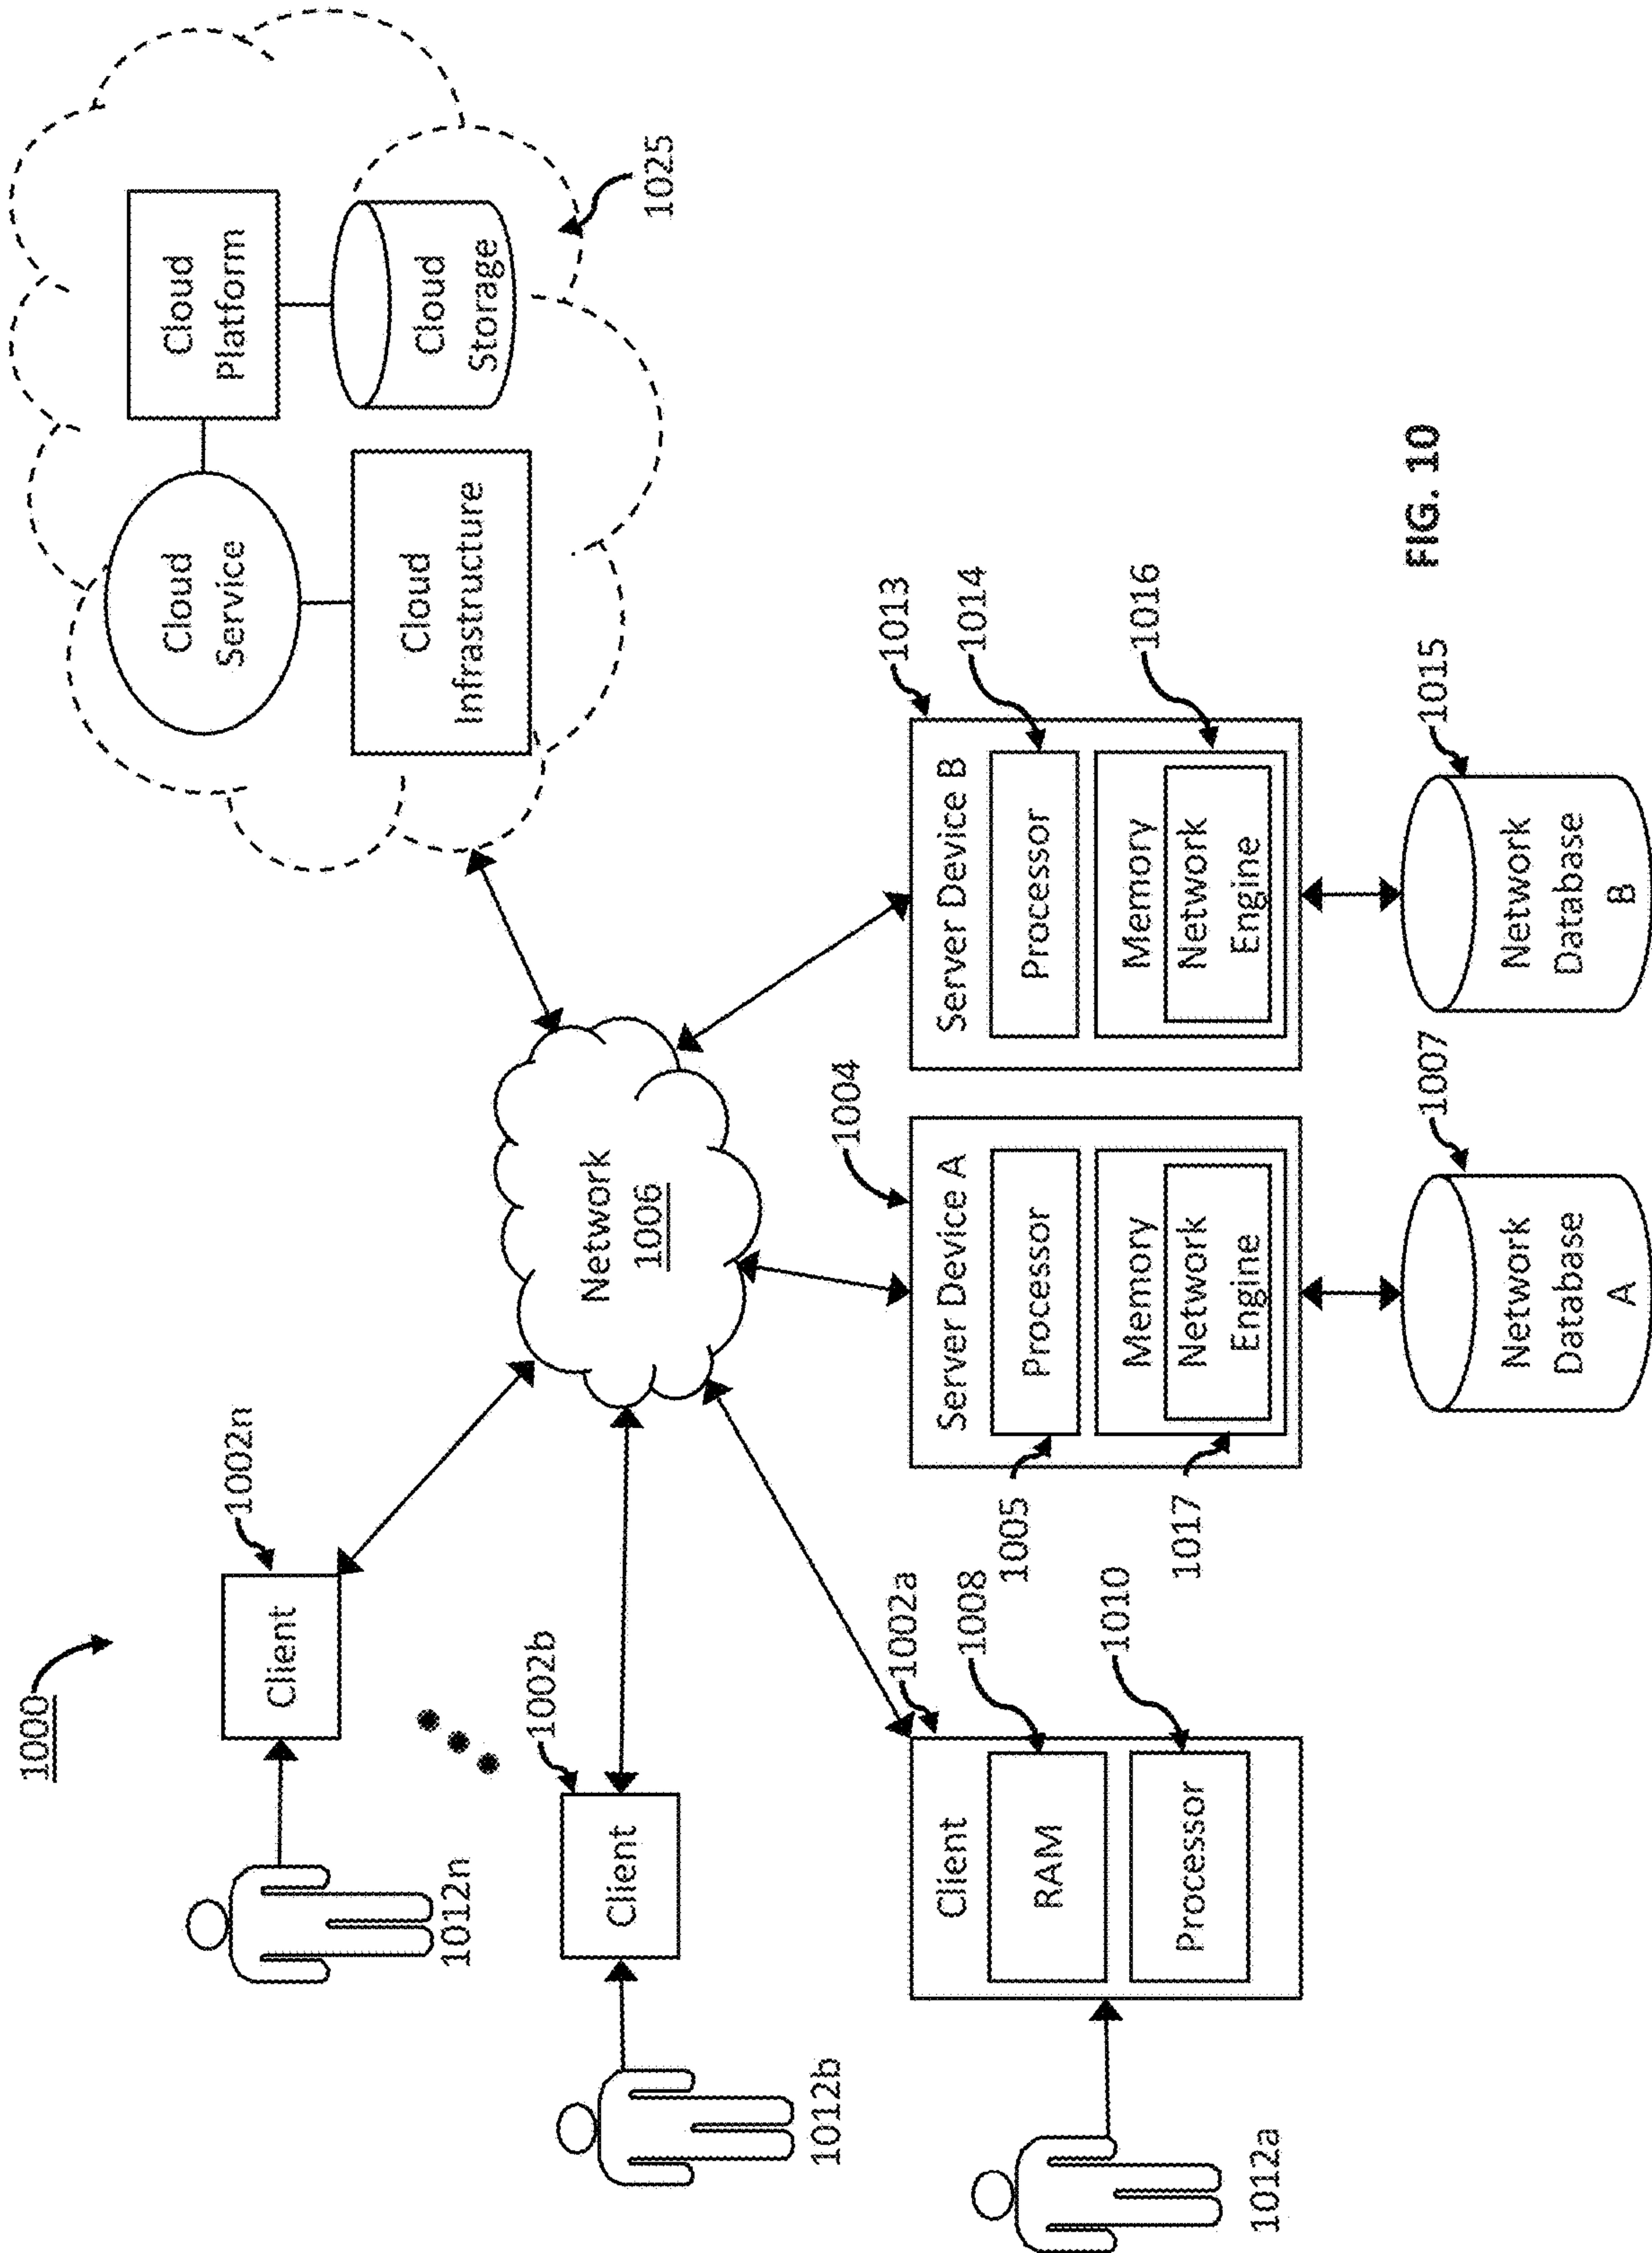 1000
1002n
Client
1012n
1002b
Client
1012b
1002a
Client
RAM
1008
Processor
1010
1012a
Network
1006
Cloud
Service
Cloud
Platform
Cloud
Infrastructure
Cloud
Storage
1025
1004
Server Device A
Processor
1005
Memory
Network
Engine
1017
1007
Network
Database
A
1013
Server Device B
Processor
1014
Memory
Network
Engine
1016
1015
Network
Database
B
FIG. 10